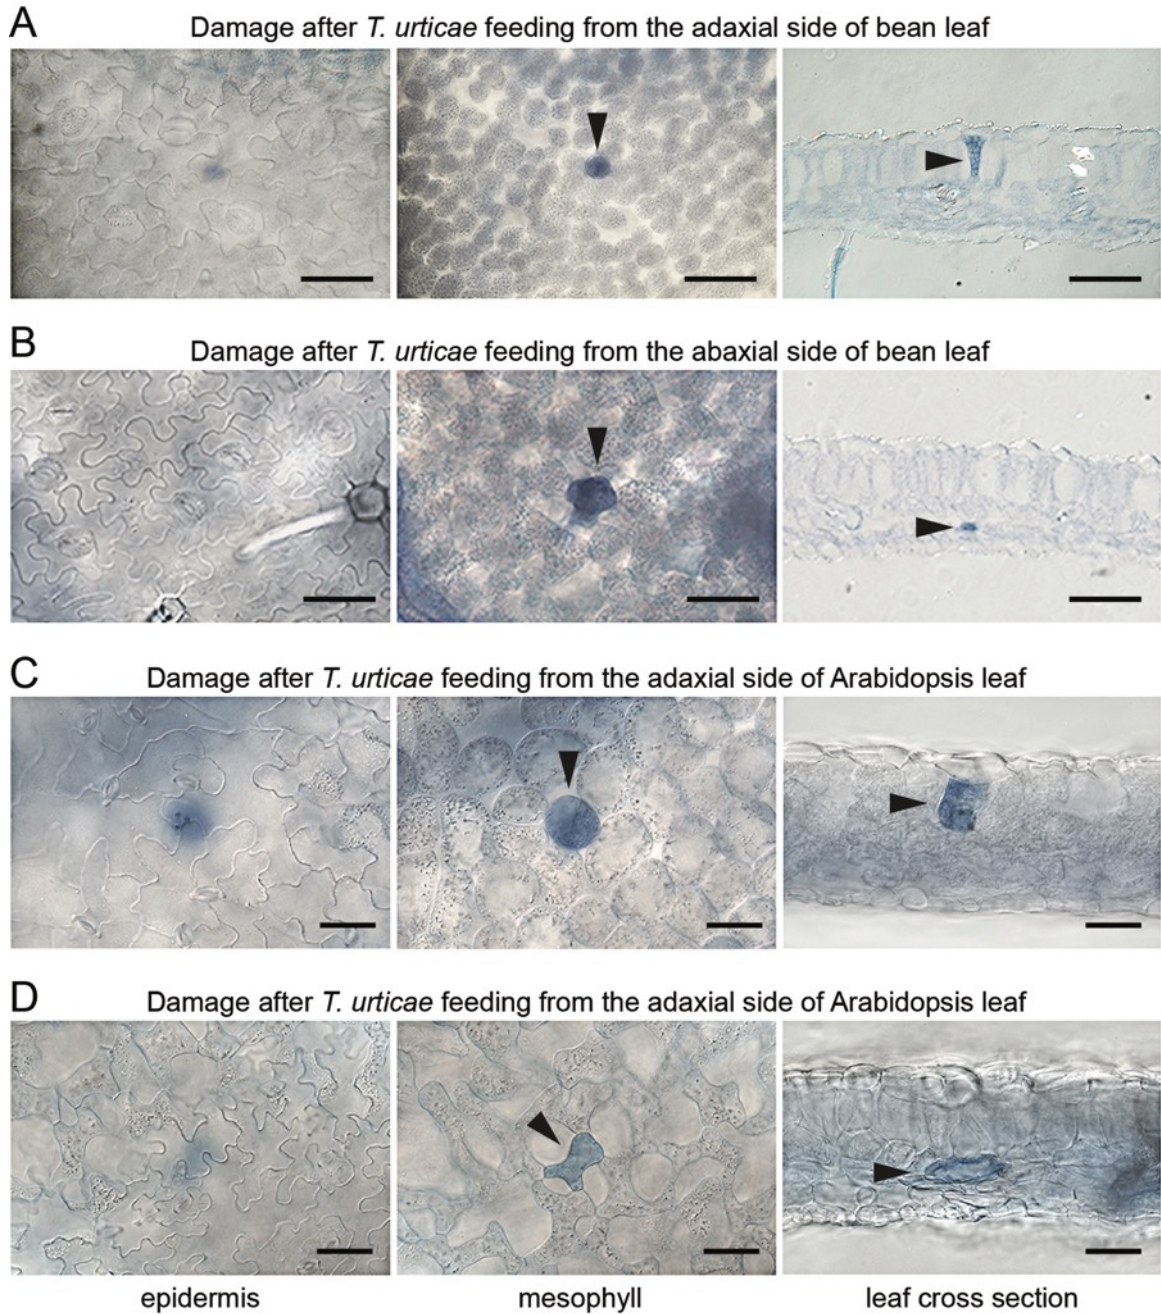 A
Damage after T. urticae feeding from the adaxial side of bean leaf
B
Damage after T. urticae feeding from the abaxial side of bean leaf
C
Damage after T. urticae feeding from the adaxial side of Arabidopsis leaf
D
Damage after T. urticae feeding from the adaxial side of Arabidopsis leaf
epidermis mesophyll leaf cross section